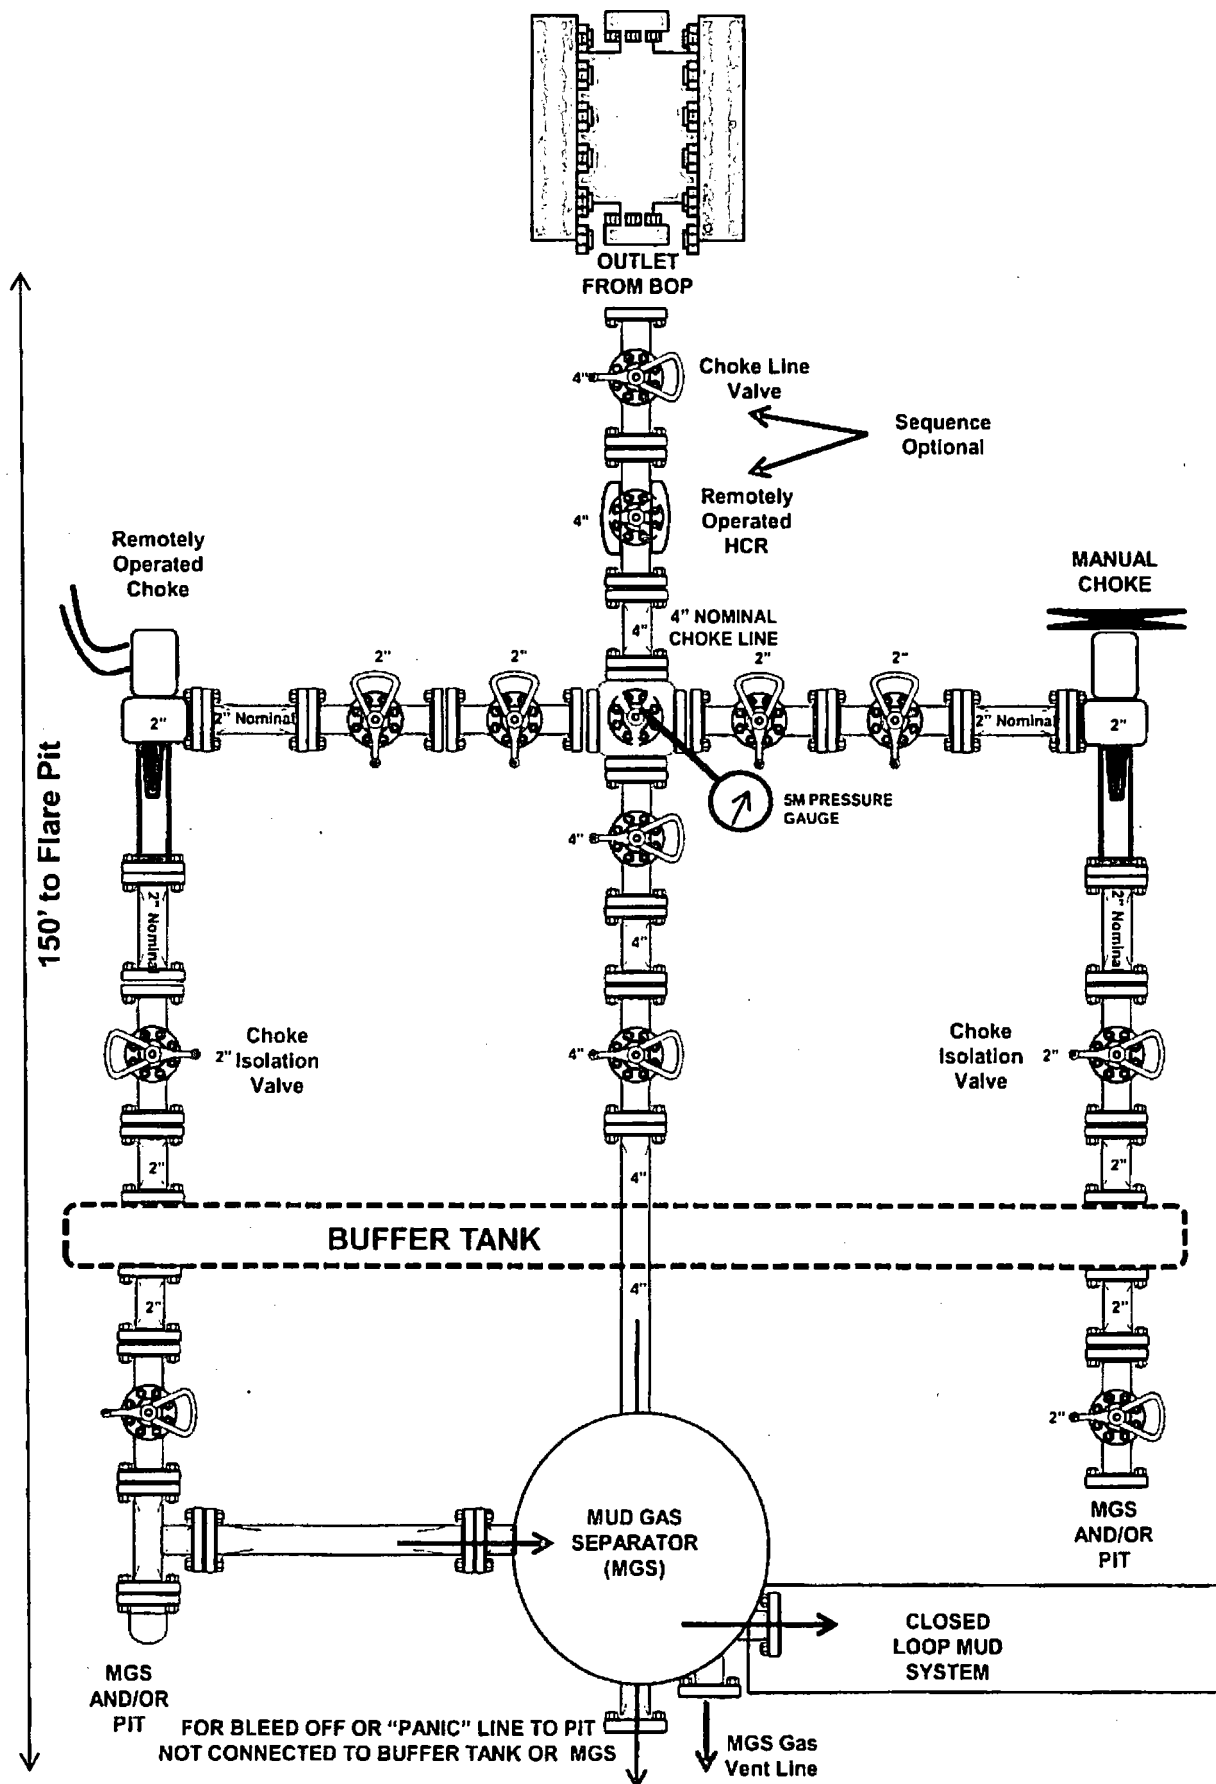 OUTLET
FROM BOP
4"
Choke Line
Valve
Sequence
Optional
4"
Remotely
Operated
HCR
Remotely
Operated
Choke
MANUAL
CHOKE
4"
4" NOMINAL
CHOKE LINE
2"
2"
2"
2"
2"
2" Nominal
2" Nominal
2"
5M PRESSURE
GAUGE
4"
150' to Flare Pit
2" Nominal
4"
2" Nominal
2"
Choke
Isolation
Valve
4"
Choke
Isolation
Valve
2"
2"
4"
2"
BUFFER TANK
2"
4"
2"
2"
MUD GAS
SEPARATOR
(MGS)
MGS
AND/OR
PIT
CLOSED
LOOP MUD
SYSTEM
MGS
AND/OR
PIT
FOR BLEED OFF OR "PANIC" LINE TO PIT
NOT CONNECTED TO BUFFER TANK OR MGS
MGS Gas
Vent Line